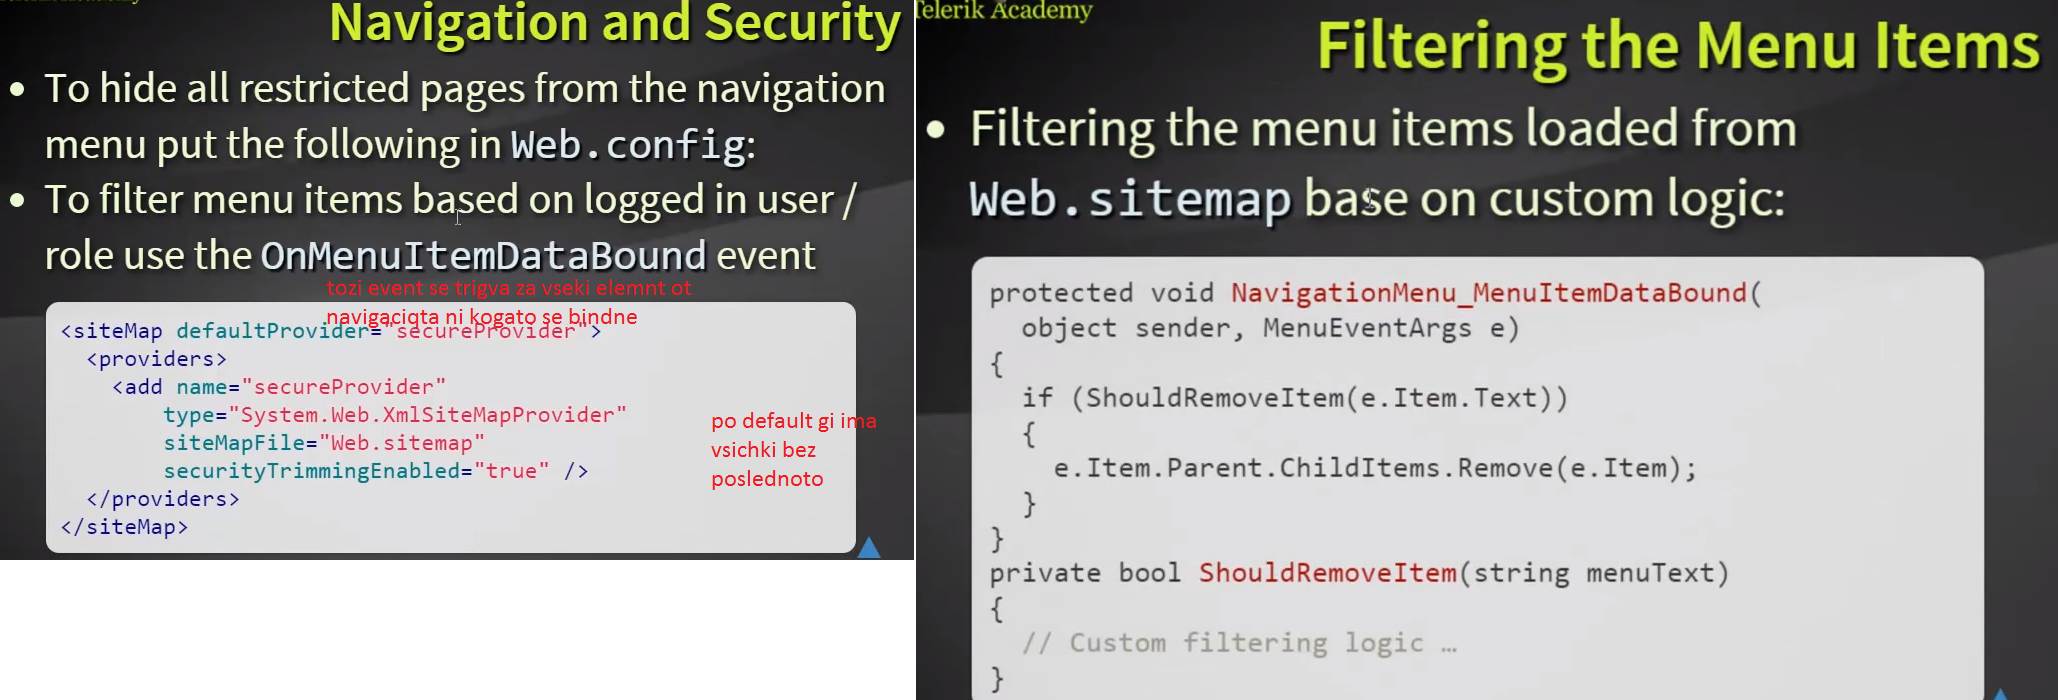 Navigation and Security
• To hide all restricted pages from the navigation
menu put the following in Web.config:
• To filter menu items based on logged in user /
role use the OnMenuItemDataBound event
tozi event se trigva za vseki elemnt ot
navigaciqta ni kogato se bindne
<siteMap defaultProvider="secureProvider">
<providers>
<add name="secureProvider"
type="System.Web.XmlSiteMapProvider"
siteMapFile="Web.sitemap"
securityTrimmingEnabled="true" />
</providers>
</siteMap>
po default gi ima
vsichki bez
poslednoto
Telerik Academy
Filtering the Menu Items
• Filtering the menu items loaded from
Web.sitemap base on custom logic:
protected void NavigationMenu_MenuItemDataBound(
object sender, MenuEventArgs e)
{
if (ShouldRemoveItem(e.Item.Text))
{
e.Item.Parent.ChildItems.Remove(e.Item);
}
}
private bool ShouldRemoveItem(string menuText)
{
// Custom filtering logic …
}